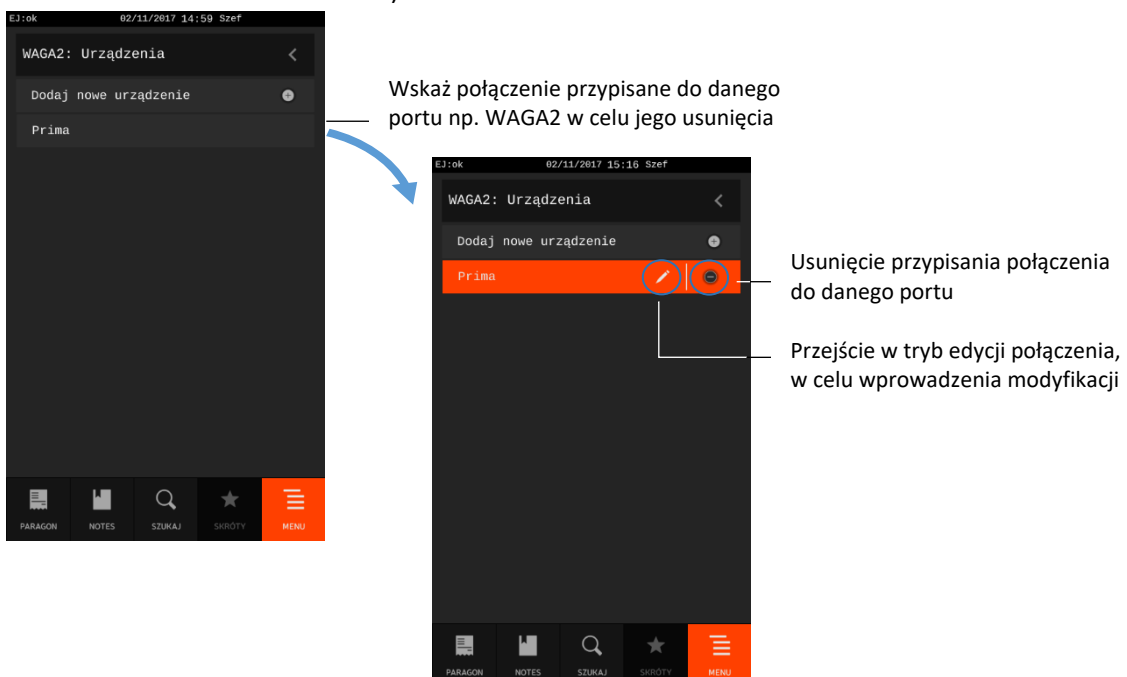 EJ:ok 02/11/2017 14:59 Szef
WAGA2: Urządzenia
Dodaj nowe urządzenie
Prima
PARAGON NOTES SZUKAJ SKRÓTY MENU
Wskaż połączenie przypisane do danego
portu np. WAGA2 w celu jego usunięcia
EJ:ok 02/11/2017 15:16 Szef
WAGA2: Urządzenia
Dodaj nowe urządzenie
Prima
PARAGON NOTES SZUKAJ SKRÓTY MENU
Usunięcie przypisania połączenia
do danego portu
Przejście w tryb edycji połączenia,
w celu wprowadzenia modyfikacji